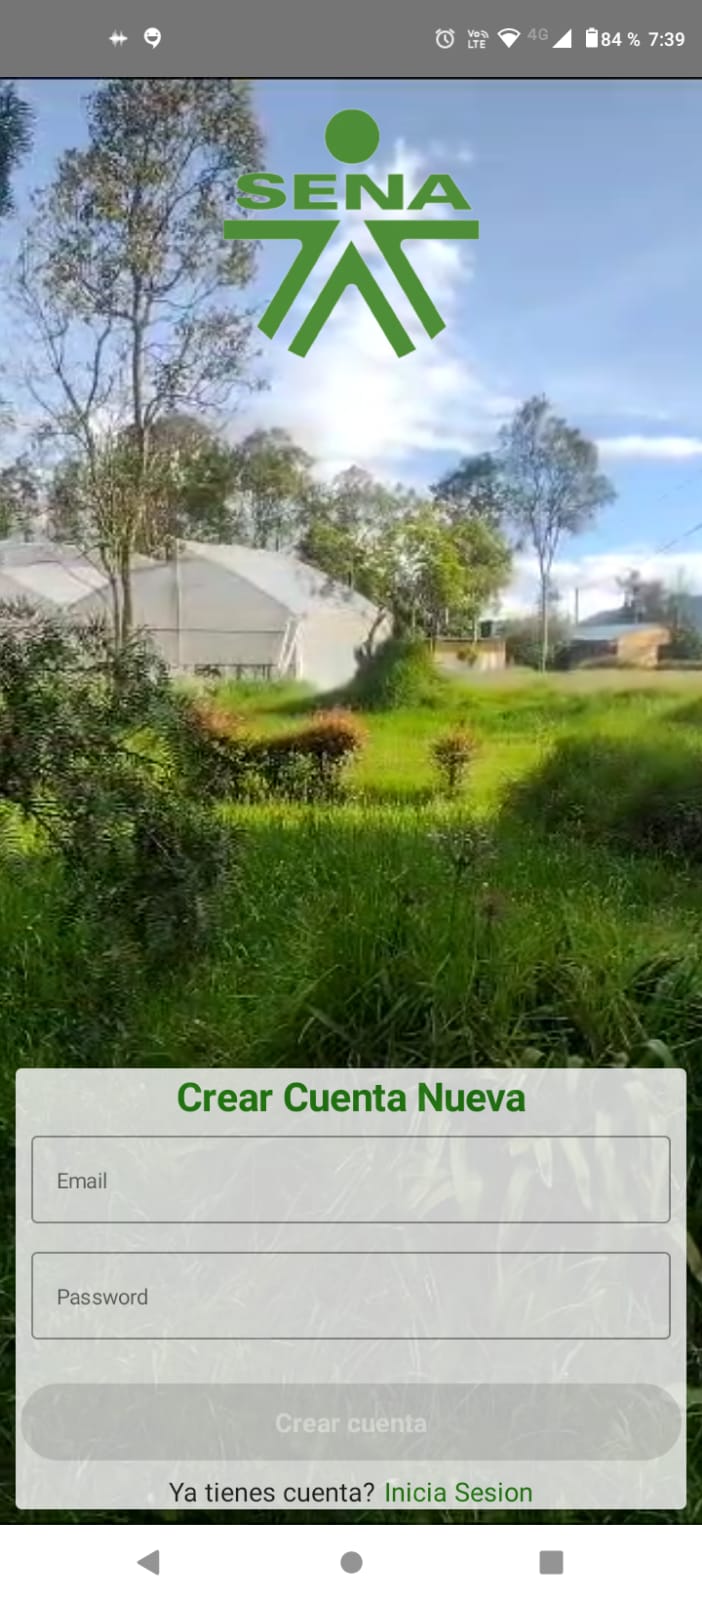 Vo LTE 4G 84 % 7:39
SENA
Crear Cuenta Nueva
Email
Password
Crear cuenta
Ya tienes cuenta? Inicia Sesion